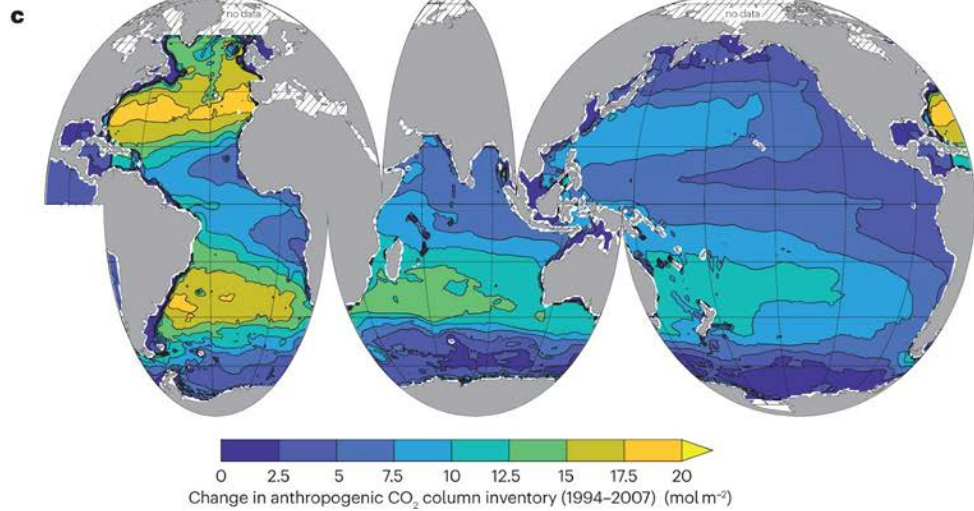 c
no data
no data
0 2.5 5 7.5 10 12.5 15 17.5 20
Change in anthropogenic CO₂ column inventory (1994–2007) (mol m⁻²)